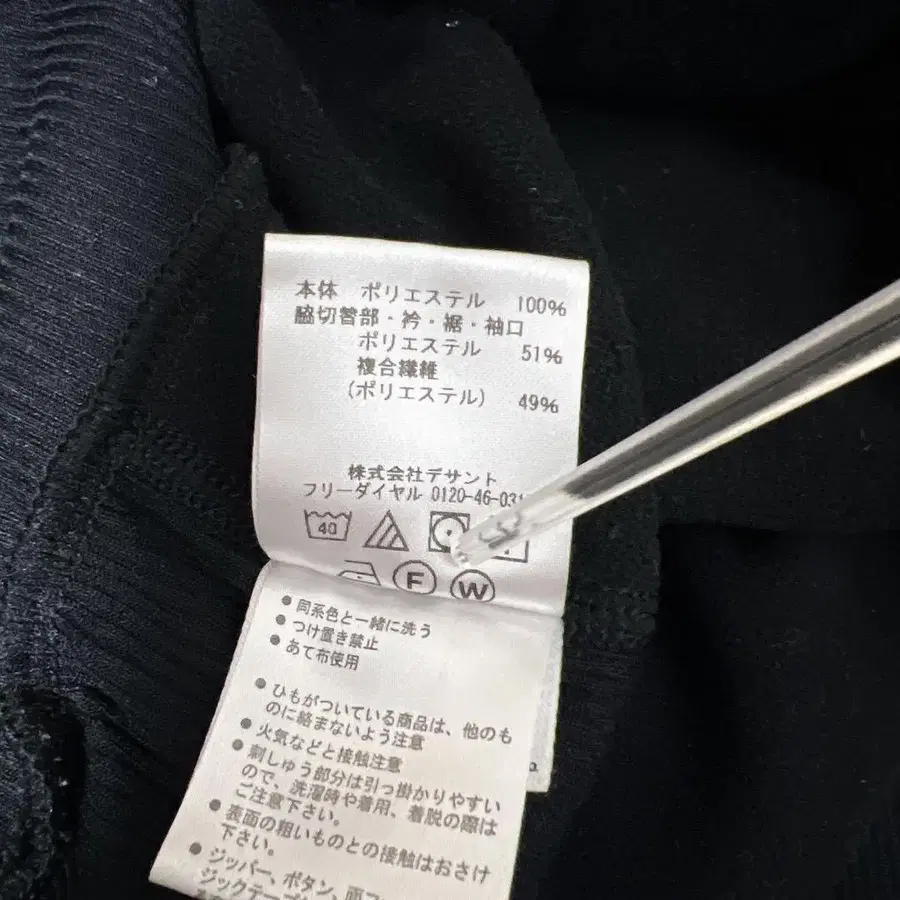 本体 ポリエステル 100%
脇切替部・衿・裾・袖口
ポリエステル 51%
複合繊維
(ポリエステル) 49%
株式会社デサント
フリーダイヤル 0120-46-031
40
F W
● 同系色と一緒に洗う
● つけ置き禁止
● あて布使用
● ひもがついている商品は、他のも
のに絡まないよう注意
● 火気などと接触注意
● 刺しゅう部分は引っ掛かりやすい
ので、洗濯時や着用、着脱の際は
ご注意下さい。
● 表面の粗いものとの接触はおさけ
下さい。
● ジッパー、ボタン、面フ
ジックテープ